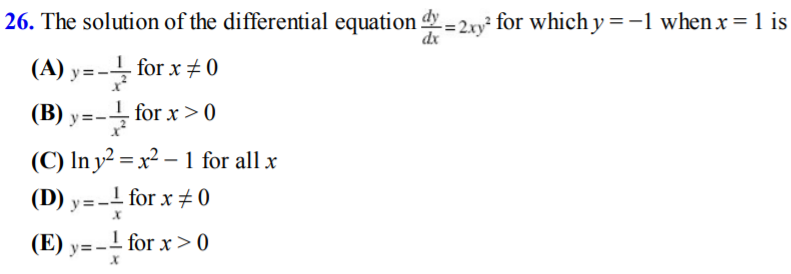 26. The solution of the differential equation dy/dx = 2xy² for which y = −1 when x = 1 is
(A) y = −1/x² for x ≠ 0
(B) y = −1/x² for x > 0
(C) ln y² = x² − 1 for all x
(D) y = −1/x for x ≠ 0
(E) y = −1/x for x > 0